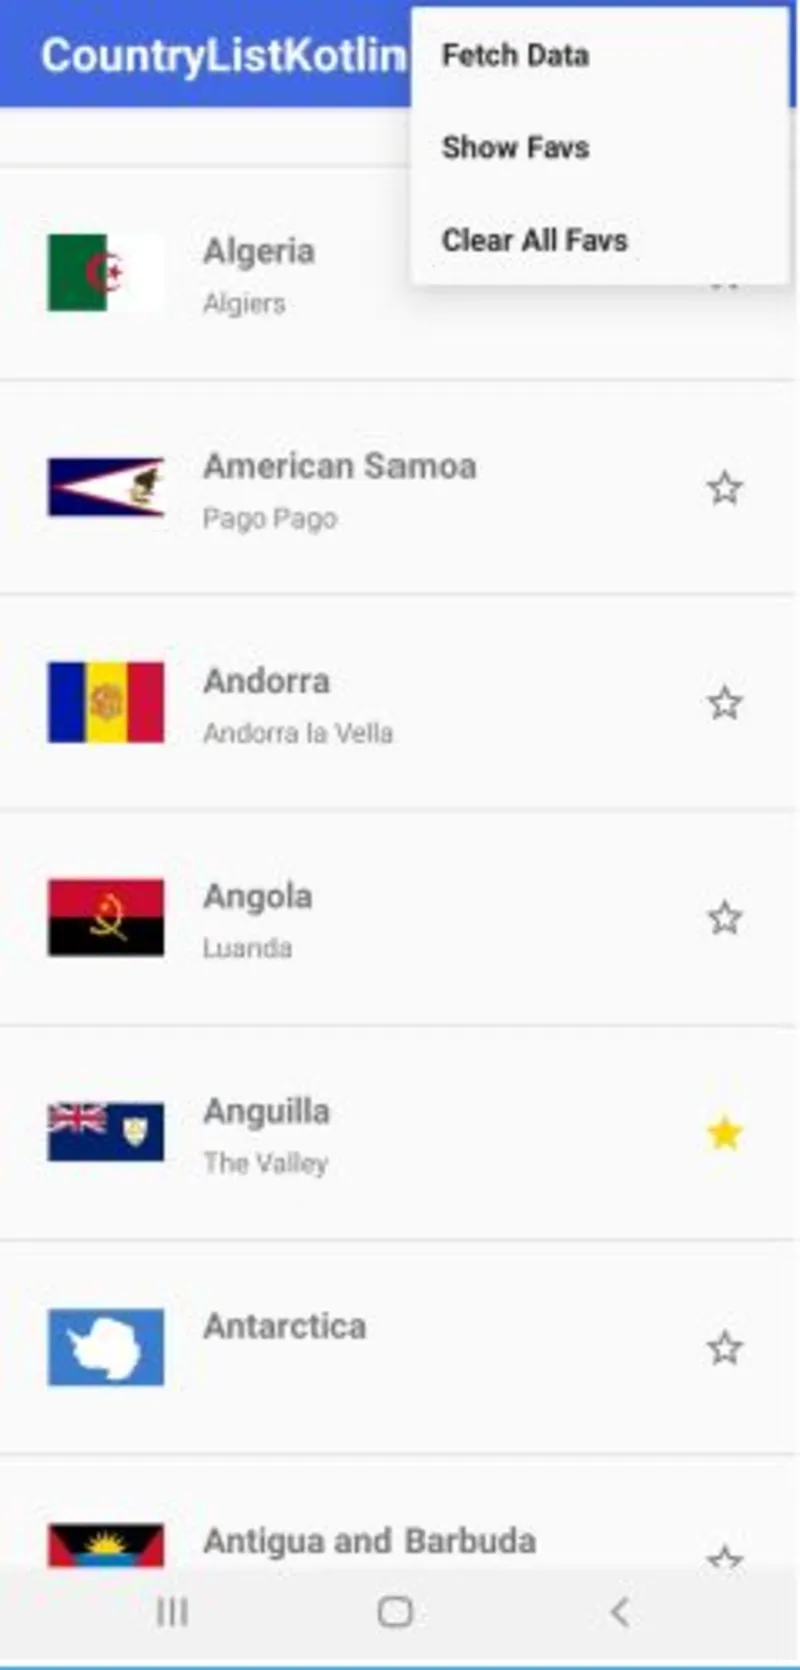 CountryListKotlin
Fetch Data
Show Favs
Clear All Favs
Algeria
Algiers
American Samoa
Pago Pago
Andorra
Andorra la Vella
Angola
Luanda
Anguilla
The Valley
Antarctica
Antigua and Barbuda